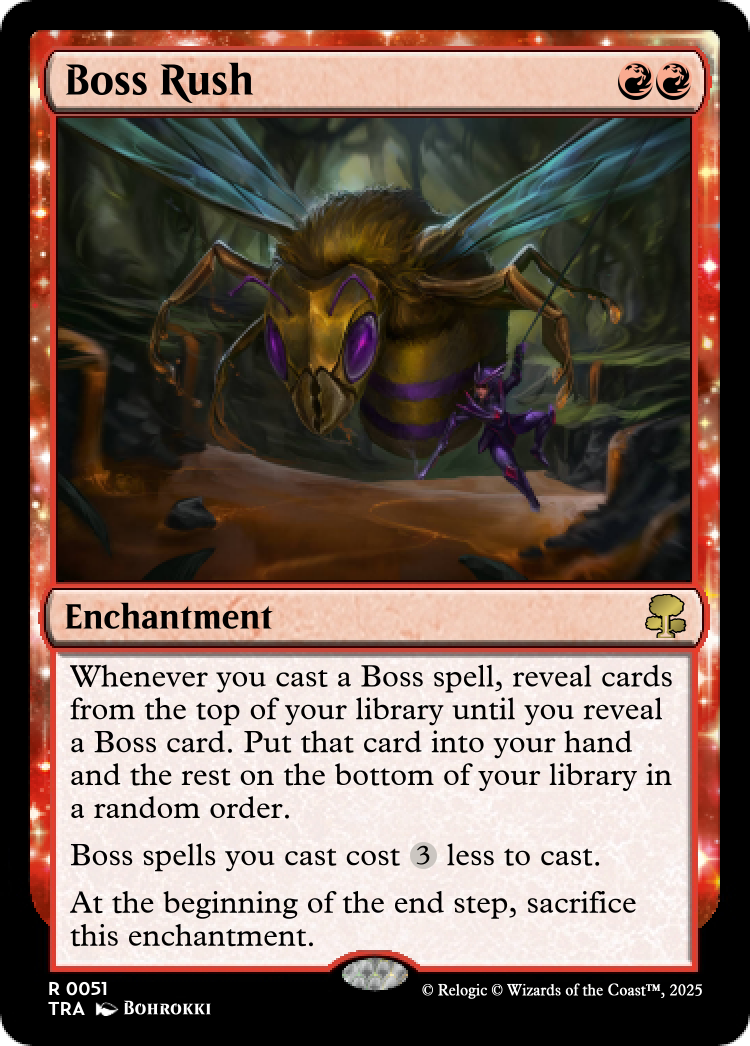 Boss Rush
Enchantment
Whenever you cast a Boss spell, reveal cards
from the top of your library until you reveal
a Boss card. Put that card into your hand
and the rest on the bottom of your library in
a random order.
Boss spells you cast cost 3 less to cast.
At the beginning of the end step, sacrifice
this enchantment.
R 0051
TRA BOHROKKI
© Relogic © Wizards of the Coast™, 2025